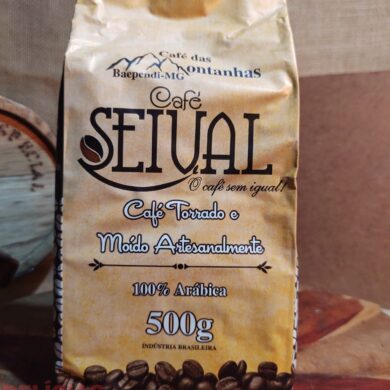 Café das
Montanhas
Baependi-MG
Café
SEIVAL
O café sem igual!
Café Torrado e
Moído Artesanalmente
100% Arábica
500g
INDÚSTRIA BRASILEIRA